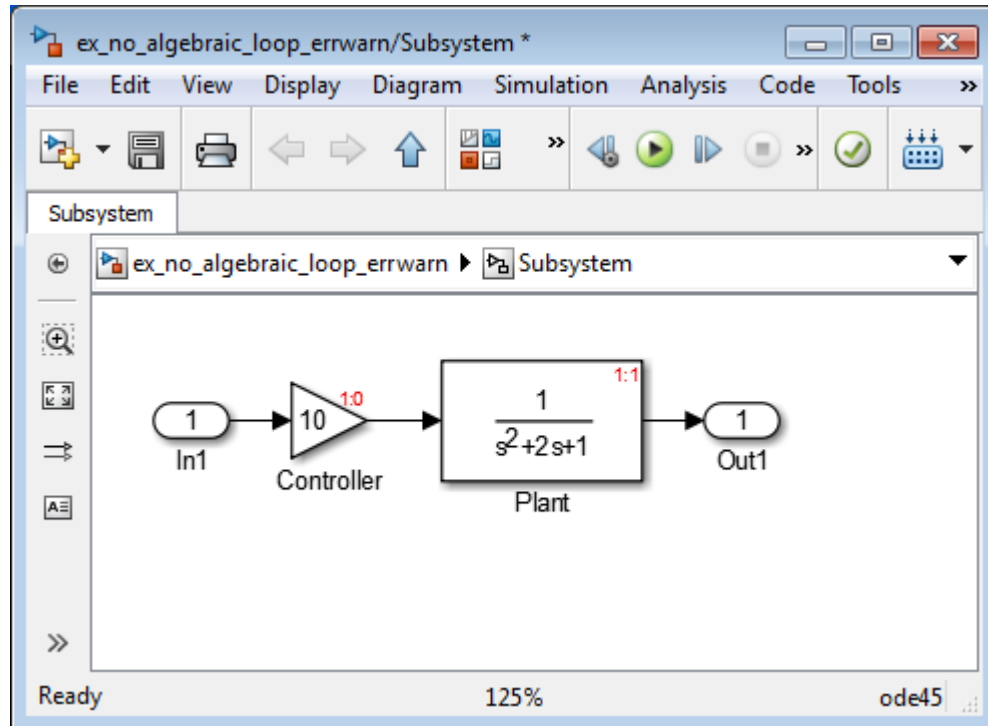 ex_no_algebraic_loop_errwarn/Subsystem *
File Edit View Display Diagram Simulation Analysis Code Tools »
» »
Subsystem
ex_no_algebraic_loop_errwarn Subsystem
1:0 1:1
1 10 1 1
s²+2s+1
In1 Controller Plant Out1
»
Ready 125% ode45